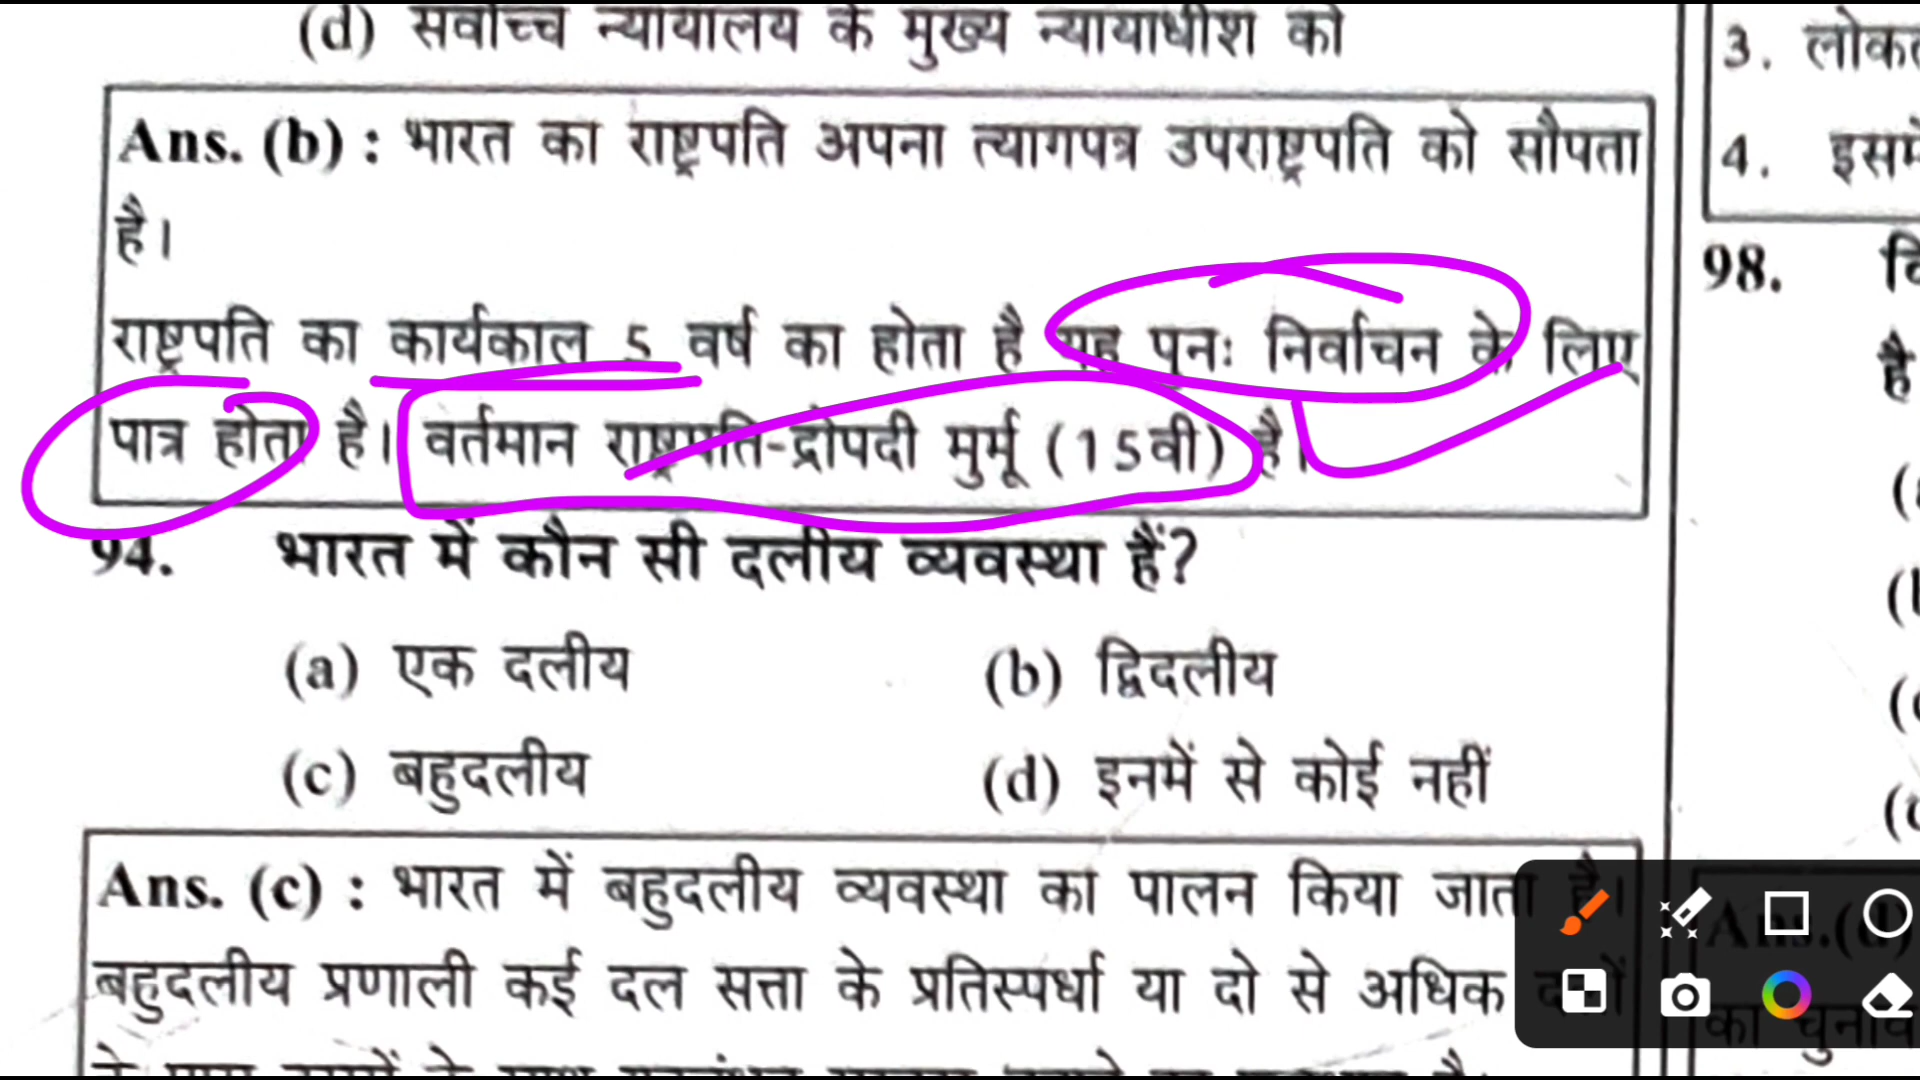 (d) सर्वोच्च न्यायालय के मुख्य न्यायाधीश को
Ans. (b) : भारत का राष्ट्रपति अपना त्यागपत्र उपराष्ट्रपति को सौपता
है।
राष्ट्रपति का कार्यकाल 5 वर्ष का होता है यह पुनः निर्वाचन के लिए
पात्र होता है। वर्तमान राष्ट्रपति-द्रोपदी मुर्मू (15वी) है।
94. भारत में कौन सी दलीय व्यवस्था हैं?
(a) एक दलीय (b) द्विदलीय
(c) बहुदलीय (d) इनमें से कोई नहीं
Ans. (c) : भारत में बहुदलीय व्यवस्था का पालन किया जाता है।
बहुदलीय प्रणाली कई दल सत्ता के प्रतिस्पर्धा या दो से अधिक
3.
4.
98.
है
Ans.(d)
का चुनाव